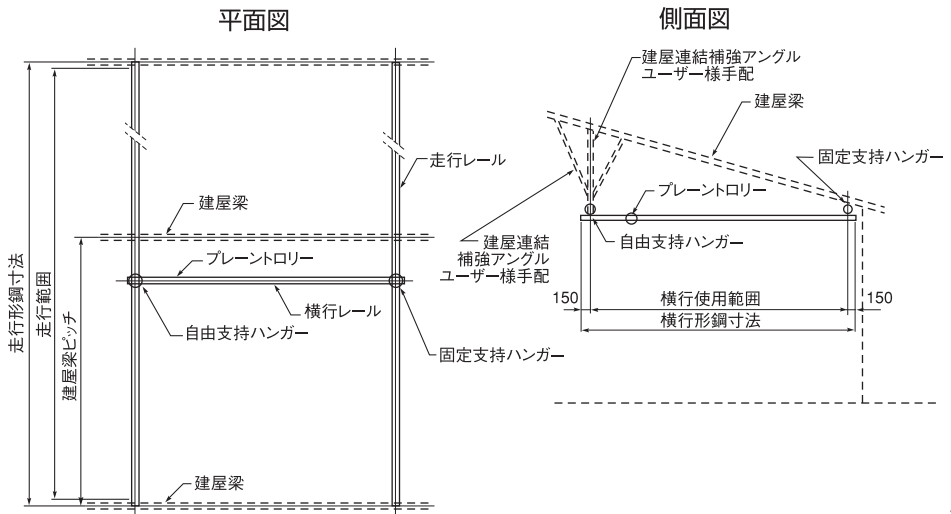 平面図
走行形鋼寸法
走行範囲
建屋梁ピッチ
走行レール
建屋梁
プレーントロリー
横行レール
自由支持ハンガー
固定支持ハンガー
建屋梁
側面図
建屋連結補強アングル
ユーザー様手配
建屋梁
固定支持ハンガー
プレーントロリー
自由支持ハンガー
建屋連結
補強アングル
ユーザー様手配
150
横行使用範囲
150
横行形鋼寸法